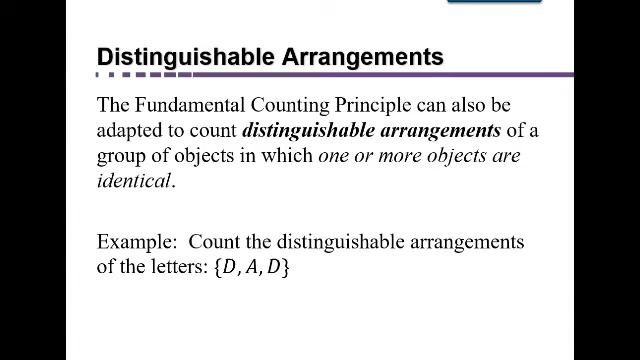 Distinguishable Arrangements
The Fundamental Counting Principle can also be
adapted to count distinguishable arrangements of a
group of objects in which one or more objects are
identical.
Example:  Count the distinguishable arrangements
of the letters: {D, A, D}